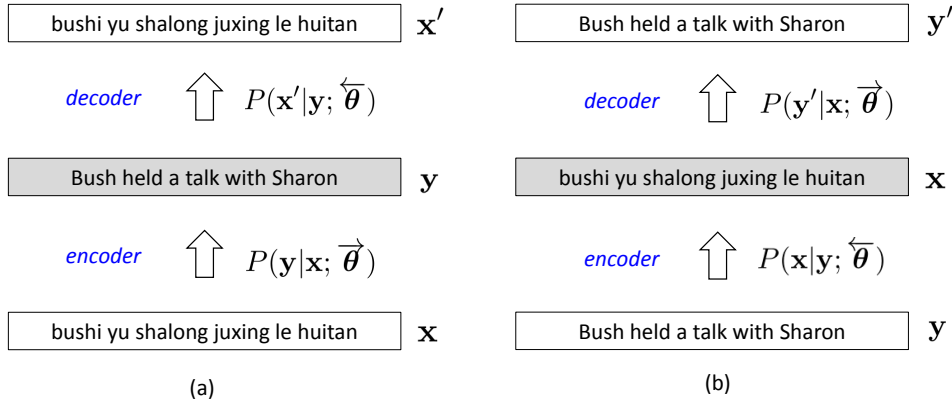 bushi yu shalong juxing le huitan x′
decoder P(x′|y; θ⃖)
Bush held a talk with Sharon y
encoder P(y|x; θ⃗)
bushi yu shalong juxing le huitan x
(a)
Bush held a talk with Sharon y′
decoder P(y′|x; θ⃗)
bushi yu shalong juxing le huitan x
encoder P(x|y; θ⃖)
Bush held a talk with Sharon y
(b)